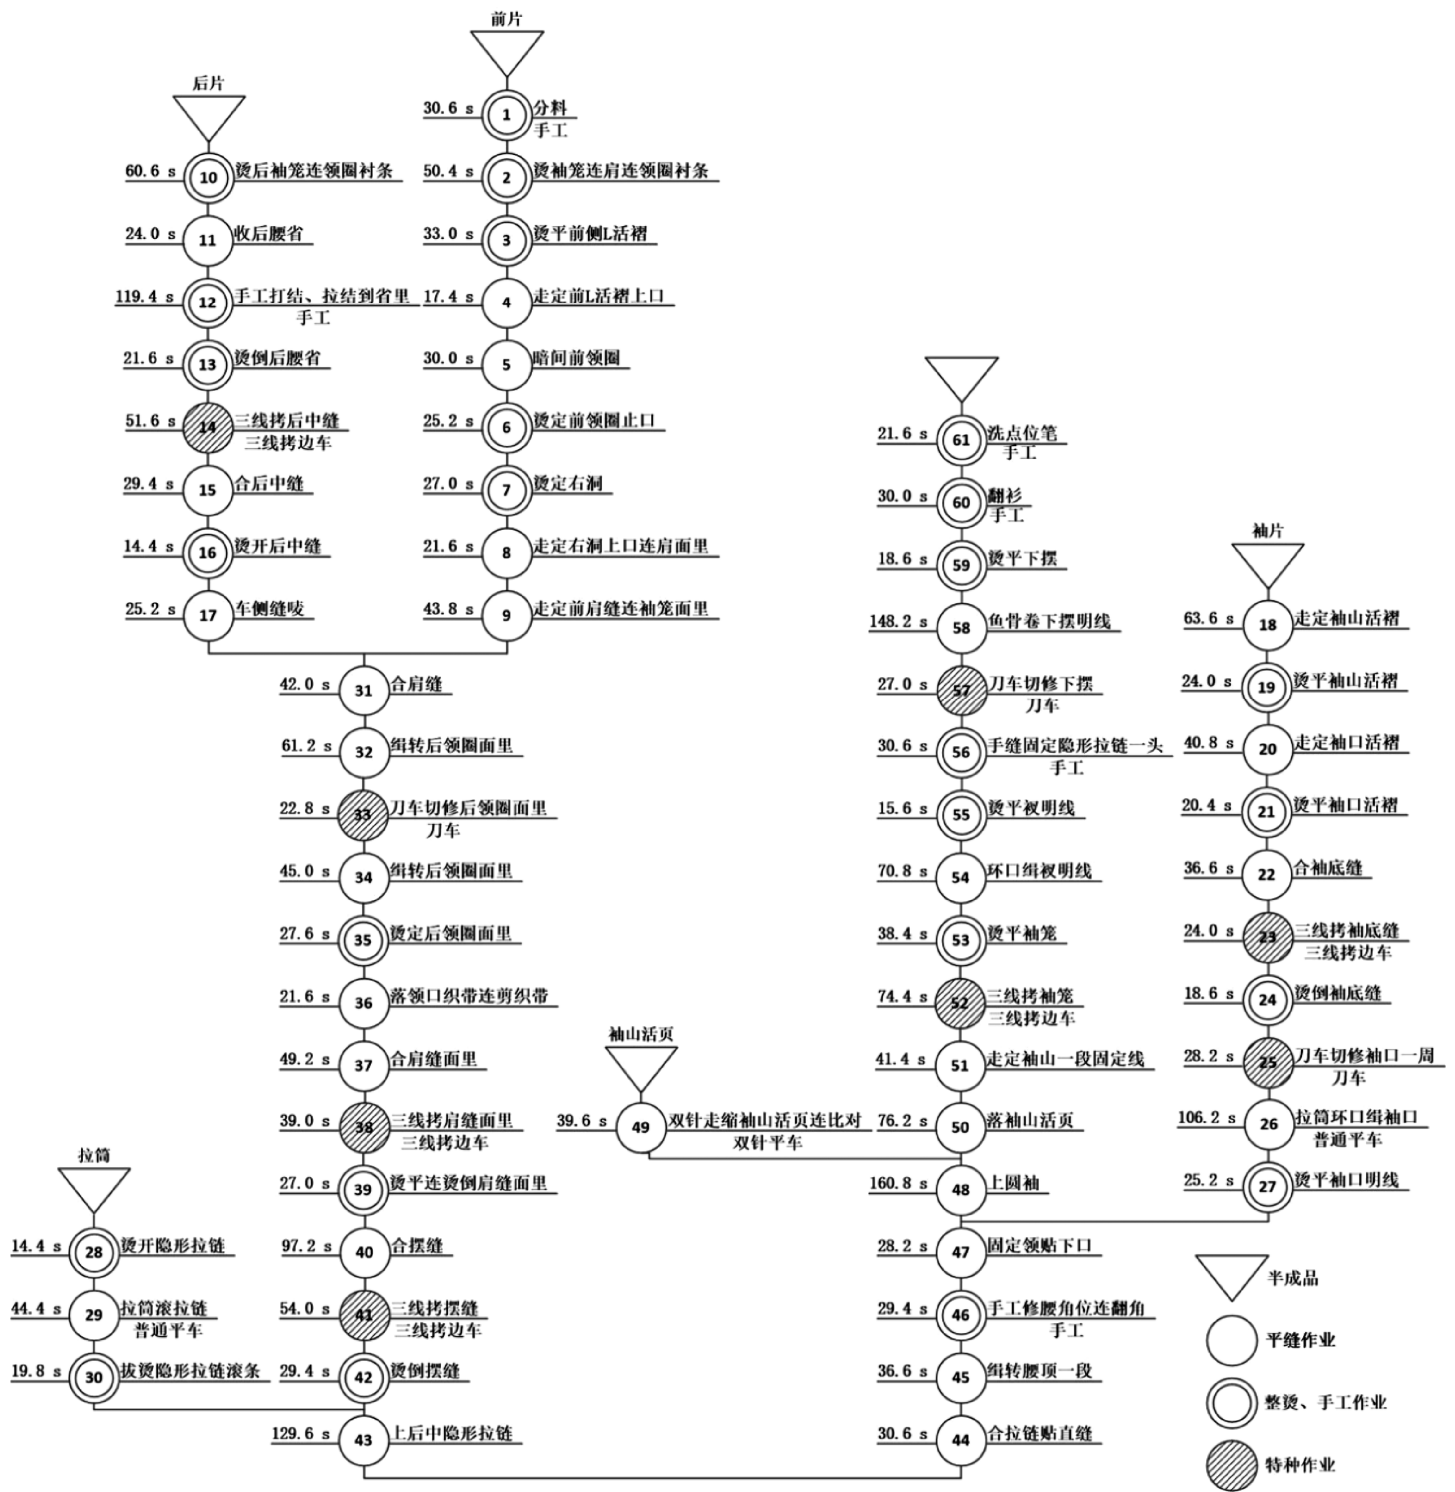 前片
30.6 s 1 分料
手工
50.4 s 2 烫袖笼连肩连领圈衬条
33.0 s 3 烫平前侧L活褶
17.4 s 4 走定前L活褶上口
30.0 s 5 暗间前领圈
25.2 s 6 烫定前领圈止口
27.0 s 7 烫定右洞
21.6 s 8 走定右洞上口连肩面里
43.8 s 9 走定前肩缝连袖笼面里
后片
60.6 s 10 烫后袖笼连领圈衬条
24.0 s 11 收后腰省
119.4 s 12 手工打结、拉结到省里
手工
21.6 s 13 烫倒后腰省
51.6 s 14 三线拷后中缝
三线拷边车
29.4 s 15 合后中缝
14.4 s 16 烫开后中缝
25.2 s 17 车侧缝唛
42.0 s 31 合肩缝
61.2 s 32 缉转后领圈面里
22.8 s 33 刀车切修后领圈面里
刀车
45.0 s 34 缉转后领圈面里
27.6 s 35 烫定后领圈面里
21.6 s 36 落领口织带连剪织带
49.2 s 37 合肩缝面里
39.0 s 38 三线拷肩缝面里
三线拷边车
27.0 s 39 烫平连烫倒肩缝面里
97.2 s 40 合摆缝
54.0 s 41 三线拷摆缝
三线拷边车
29.4 s 42 烫倒摆缝
129.6 s 43 上后中隐形拉链
拉筒
14.4 s 28 烫开隐形拉链
44.4 s 29 拉筒滚拉链
普通平车
19.8 s 30 拔烫隐形拉链滚条
袖山活页
39.6 s 49 双针走缩袖山活页连比对
双针平车
21.6 s 61 洗点位笔
手工
30.0 s 60 翻衫
手工
18.6 s 59 烫平下摆
148.2 s 58 鱼骨卷下摆明线
27.0 s 57 刀车切修下摆
刀车
30.6 s 56 手缝固定隐形拉链一头
手工
15.6 s 55 烫平衩明线
70.8 s 54 环口缉衩明线
38.4 s 53 烫平袖笼
74.4 s 52 三线拷袖笼
三线拷边车
41.4 s 51 走定袖山一段固定线
76.2 s 50 落袖山活页
160.8 s 48 上圆袖
28.2 s 47 固定领贴下口
29.4 s 46 手工修腰角位连翻角
手工
36.6 s 45 缉转腰顶一段
30.6 s 44 合拉链贴直缝
袖片
63.6 s 18 走定袖山活褶
24.0 s 19 烫平袖山活褶
40.8 s 20 走定袖口活褶
20.4 s 21 烫平袖口活褶
36.6 s 22 合袖底缝
24.0 s 23 三线拷袖底缝
三线拷边车
18.6 s 24 烫倒袖底缝
28.2 s 25 刀车切修袖口一周
刀车
106.2 s 26 拉筒环口缉袖口
普通平车
25.2 s 27 烫平袖口明线
半成品
平缝作业
整烫、手工作业
特种作业